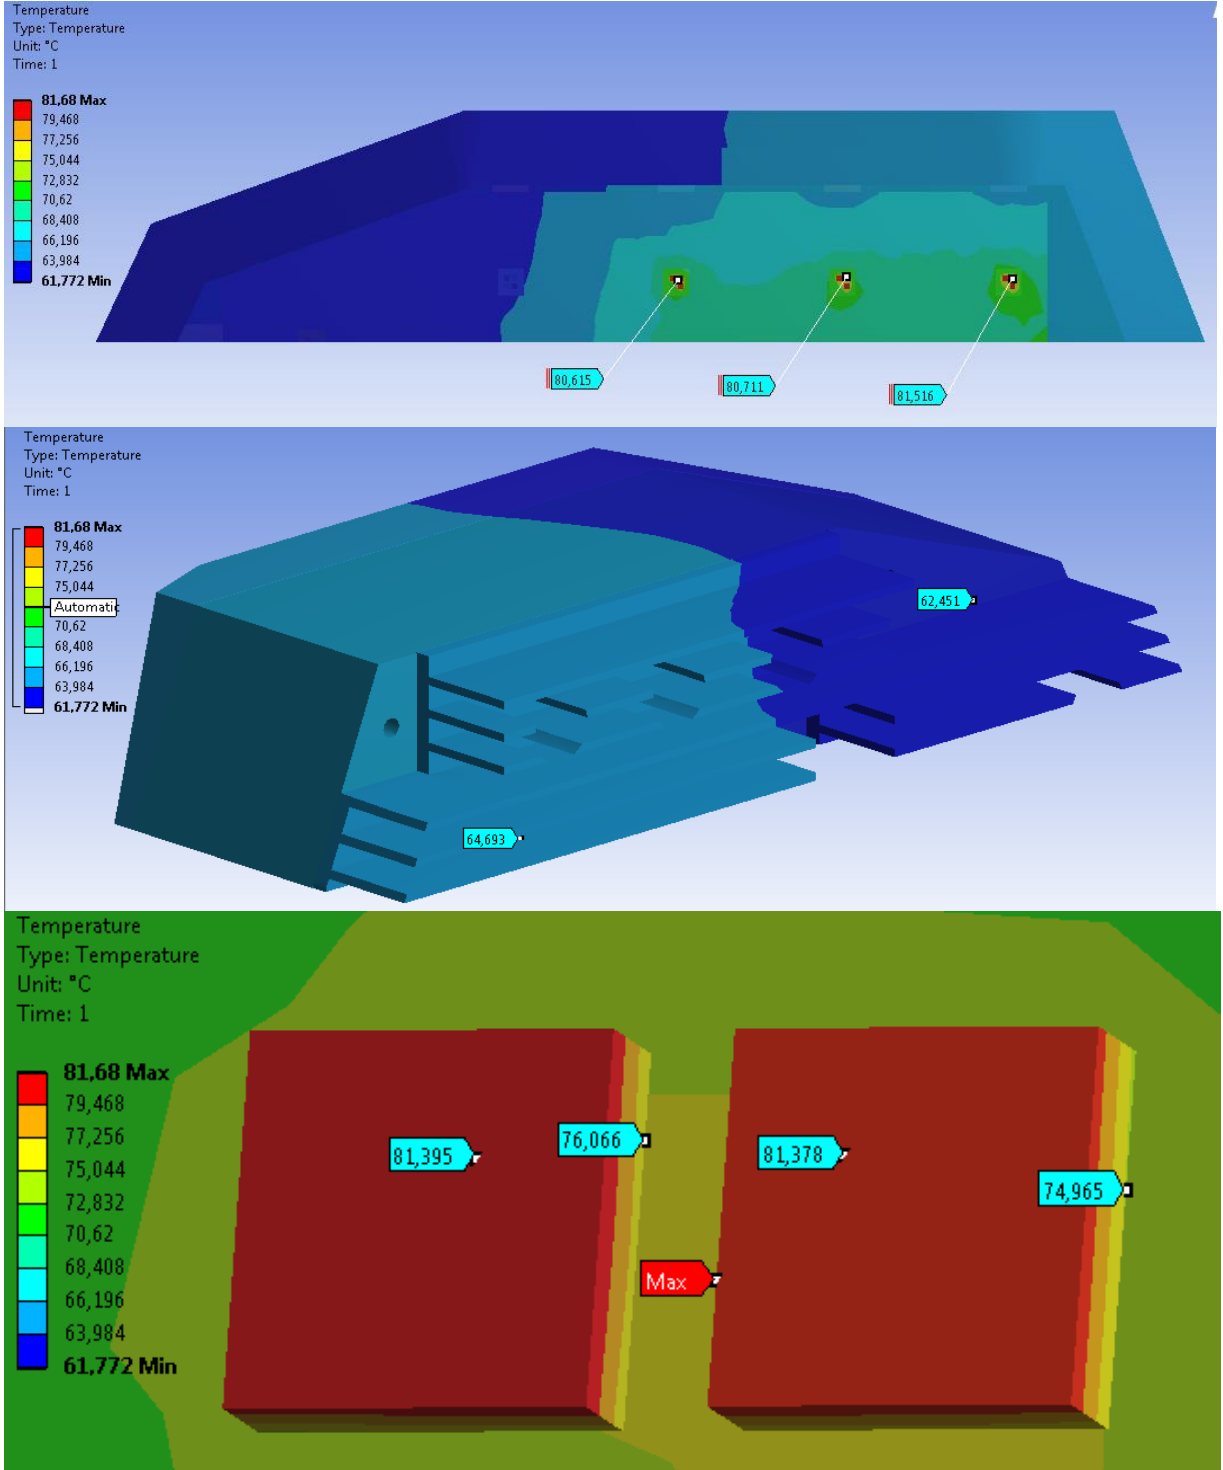 Temperature
Type: Temperature
Unit: °C
Time: 1
81,68 Max
79,468
77,256
75,044
72,832
70,62
68,408
66,196
63,984
61,772 Min
80,615
80,711
81,516
Temperature
Type: Temperature
Unit: °C
Time: 1
81,68 Max
79,468
77,256
75,044
Automatic
70,62
68,408
66,196
63,984
61,772 Min
62,451
64,693
Temperature
Type: Temperature
Unit: °C
Time: 1
81,68 Max
79,468
77,256
75,044
72,832
70,62
68,408
66,196
63,984
61,772 Min
81,395
76,066
81,378
74,965
Max